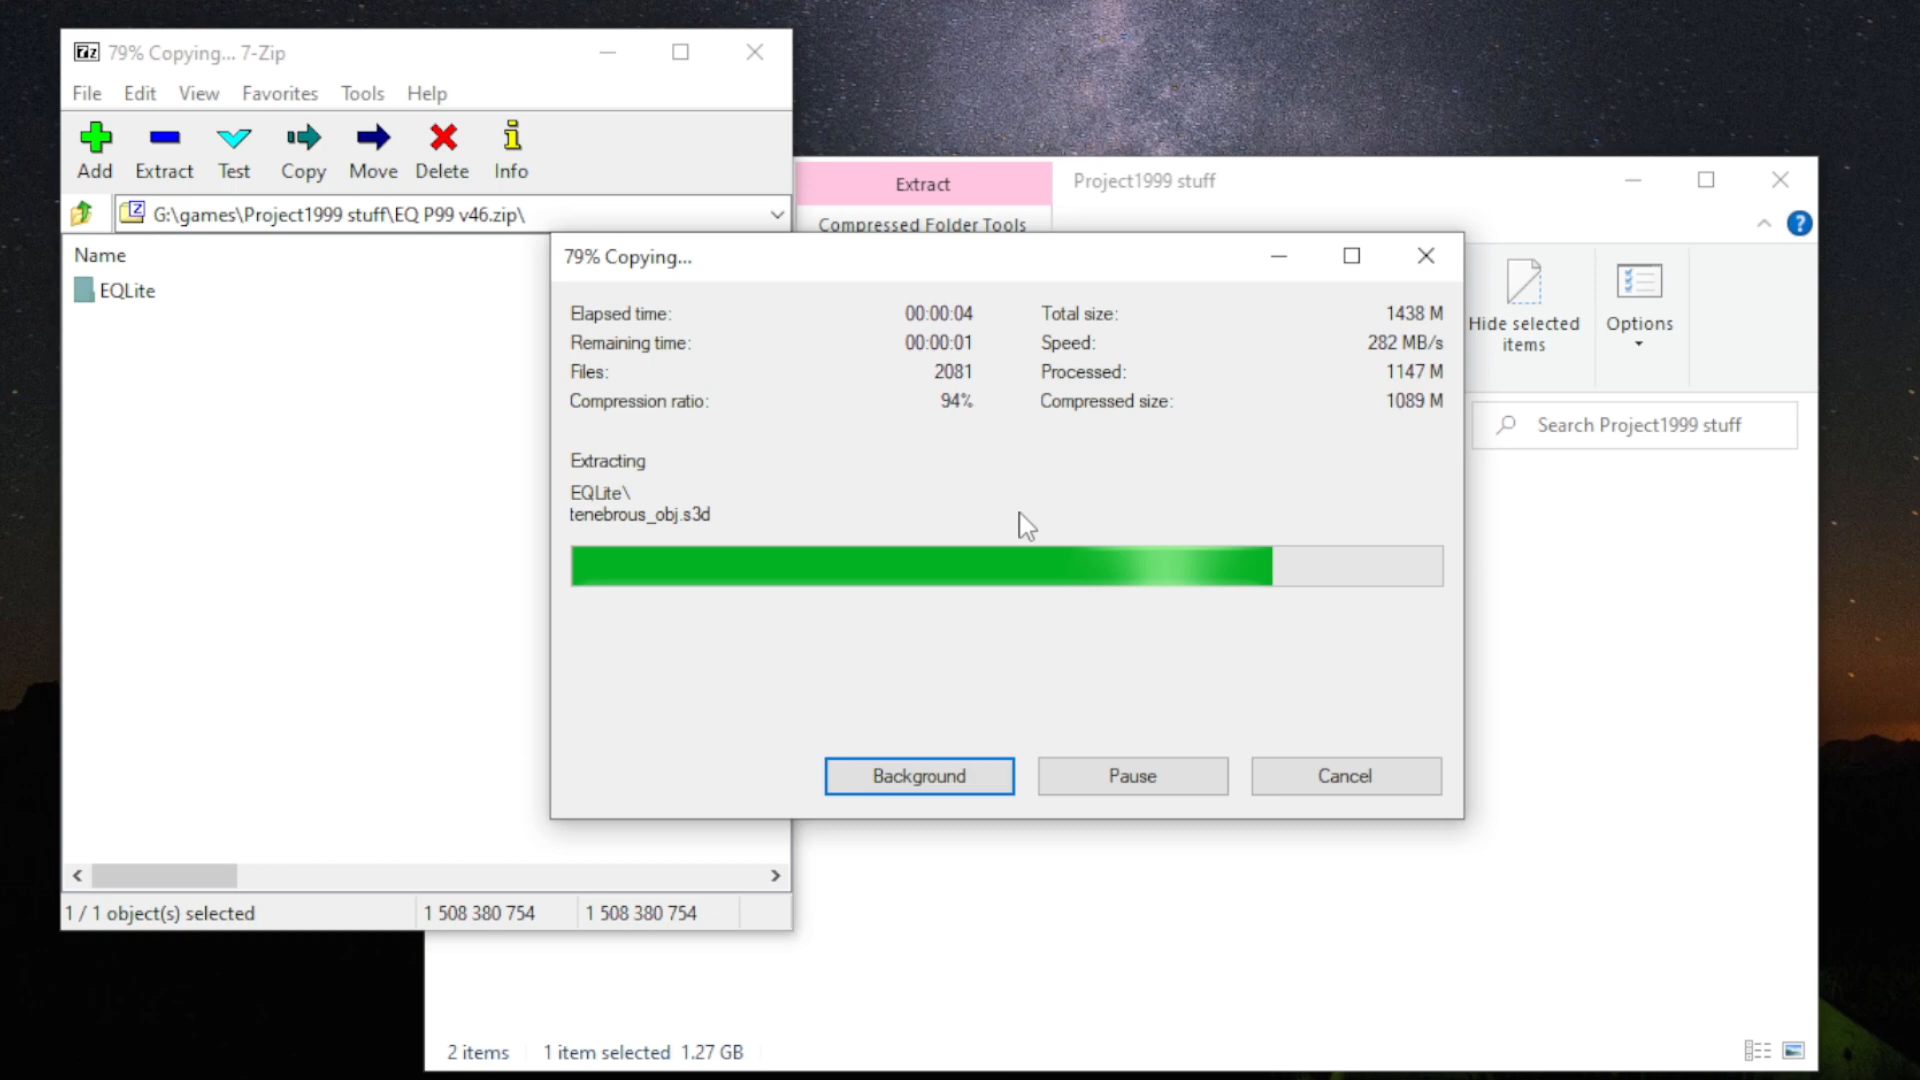 79% Copying... 7-Zip
File Edit View Favorites Tools Help
Add Extract Test Copy Move Delete Info
G:\games\Project1999 stuff\EQ P99 v46.zip\
Name
EQLite
1 / 1 object(s) selected 1 508 380 754 1 508 380 754
Extract Project1999 stuff
Compressed Folder Tools
Hide selected
items
Options
Search Project1999 stuff
79% Copying...
Elapsed time: 00:00:04 Total size: 1438 M
Remaining time: 00:00:01 Speed: 282 MB/s
Files: 2081 Processed: 1147 M
Compression ratio: 94% Compressed size: 1089 M
Extracting
EQLite\
tenebrous_obj.s3d
Background Pause Cancel
2 items 1 item selected 1.27 GB